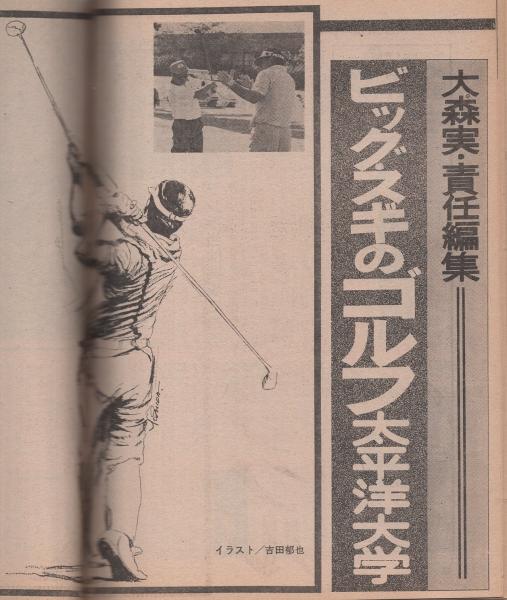 大森実・責任編集
ビッグスギのゴルフ太平洋大学
イラスト/吉田郁也